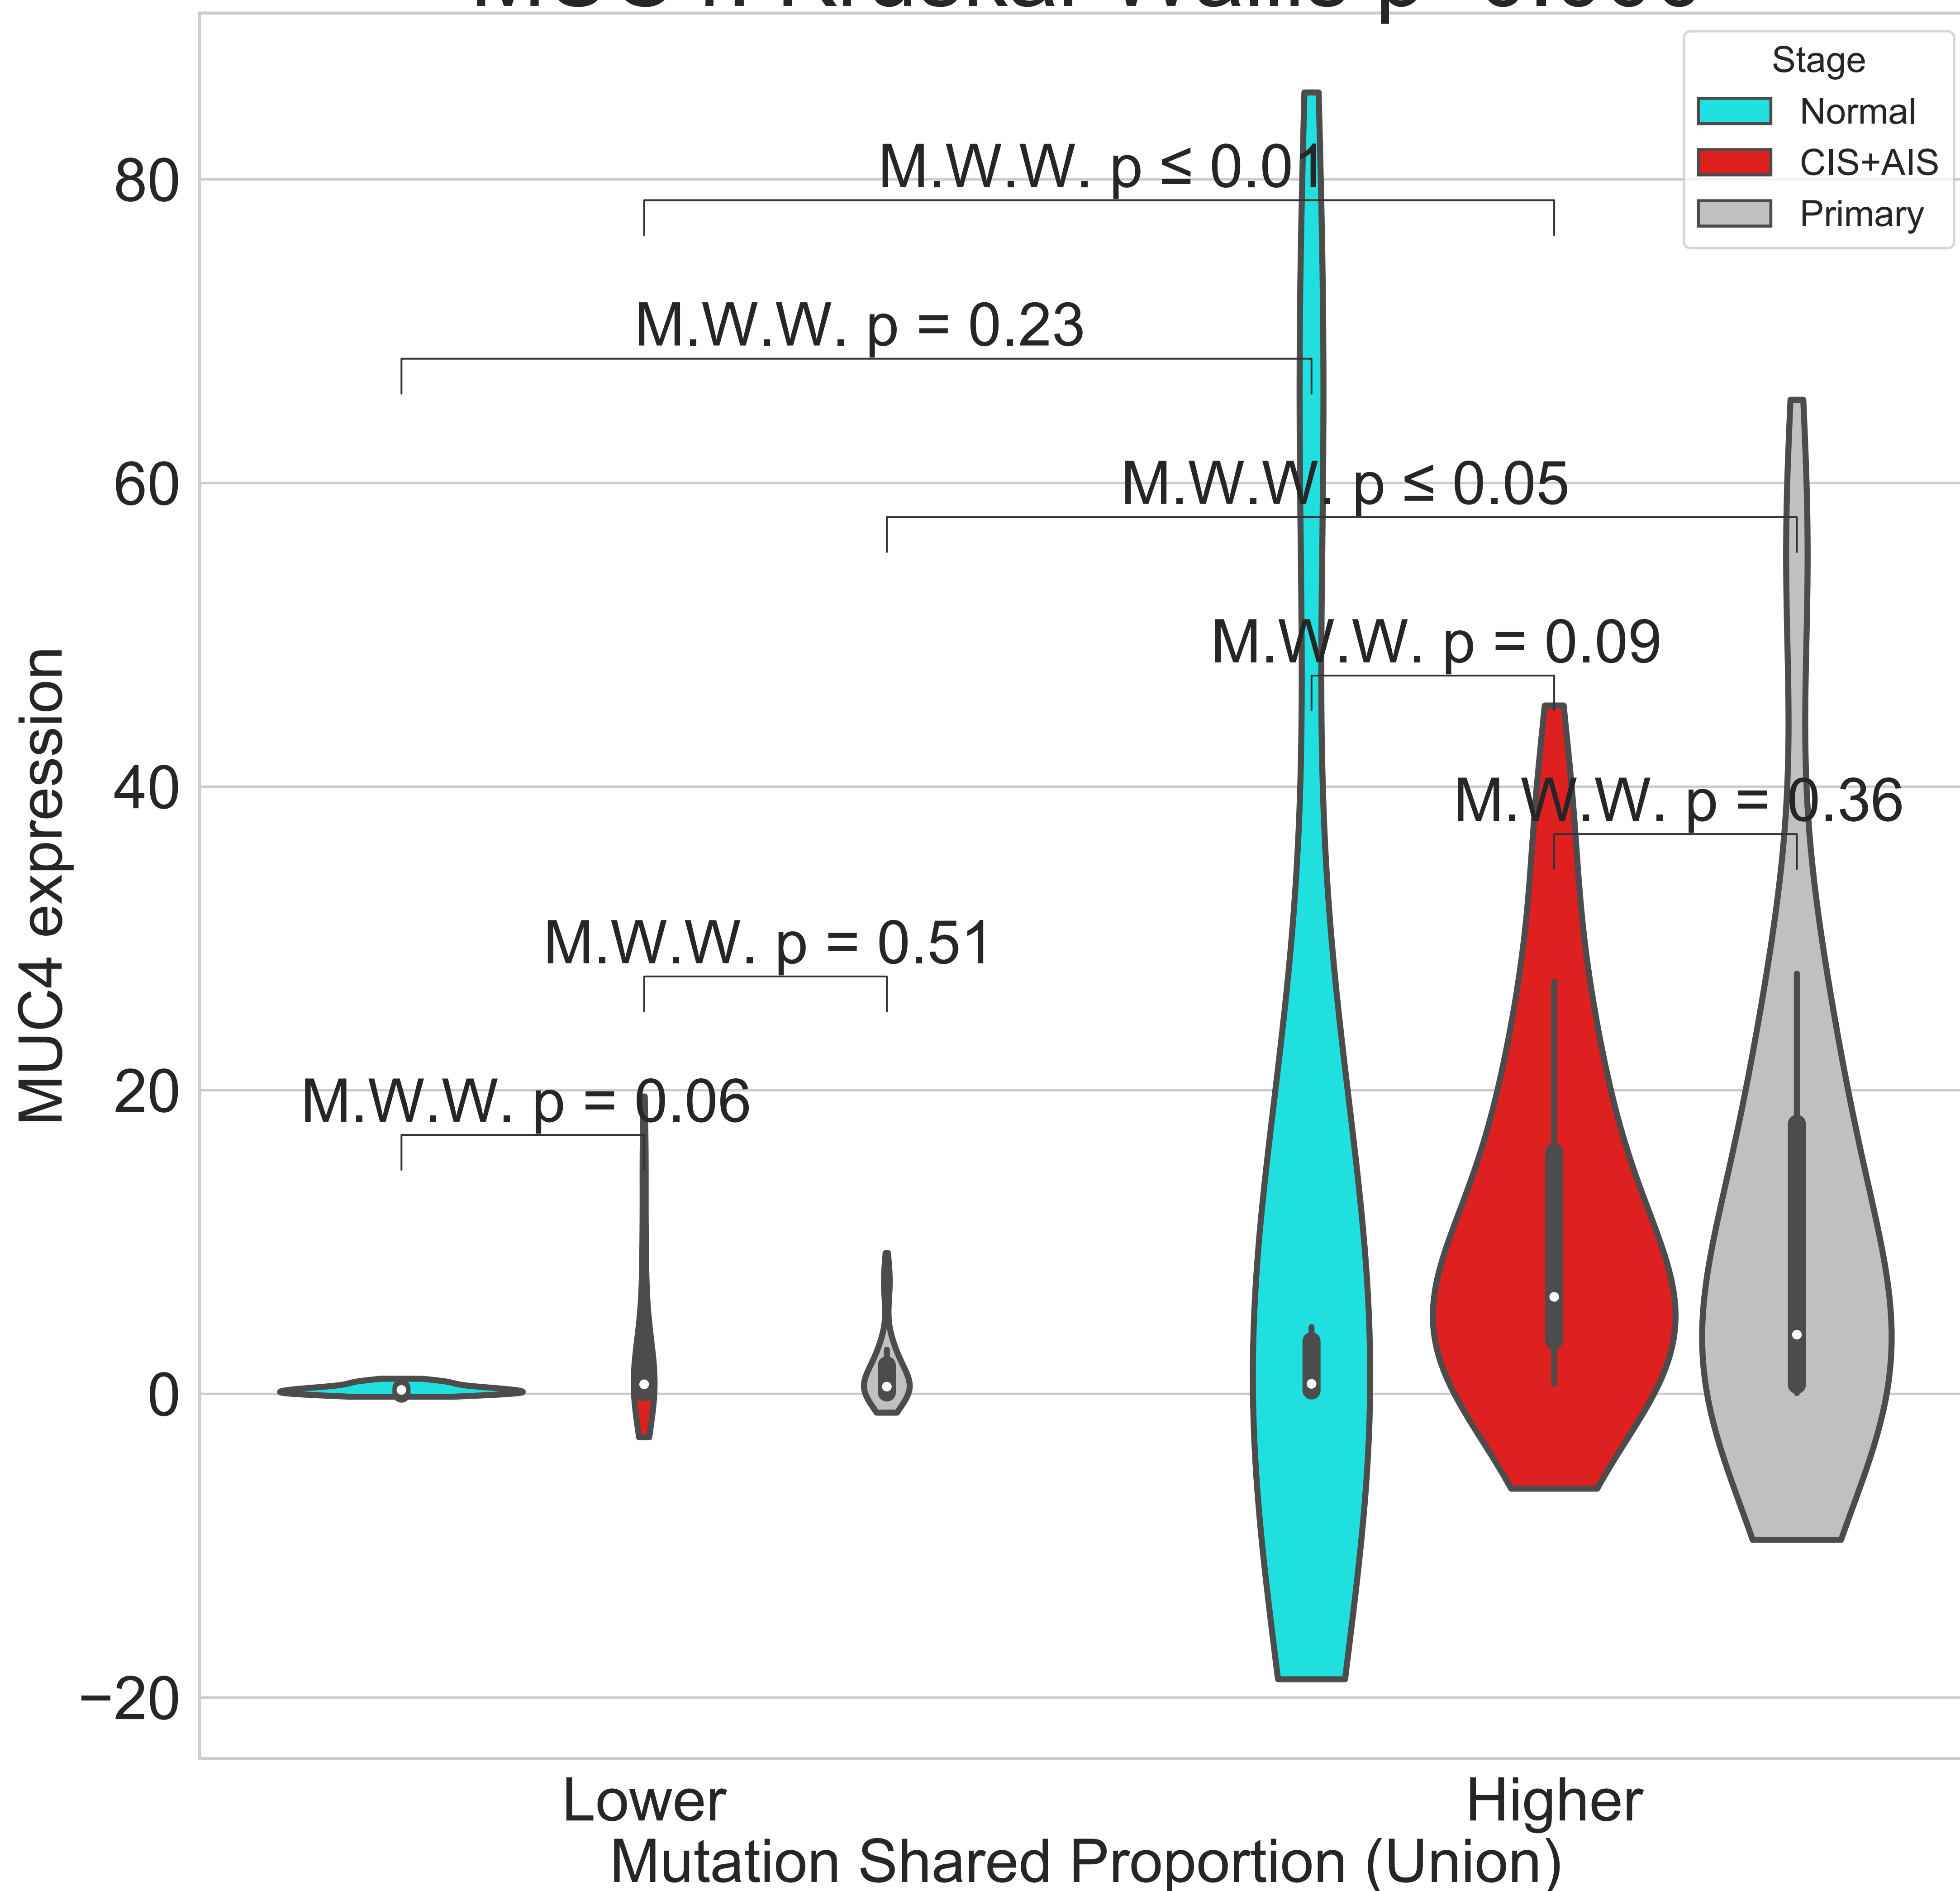 Stage
Normal
CIS+AIS
Primary
80
60
40
20
0
−20
MUC4 expression
M.W.W. p ≤ 0.01
M.W.W. p = 0.23
M.W.W. p ≤ 0.05
M.W.W. p = 0.09
M.W.W. p = 0.36
M.W.W. p = 0.51
M.W.W. p = 0.06
Lower
Higher
Mutation Shared Proportion (Union)